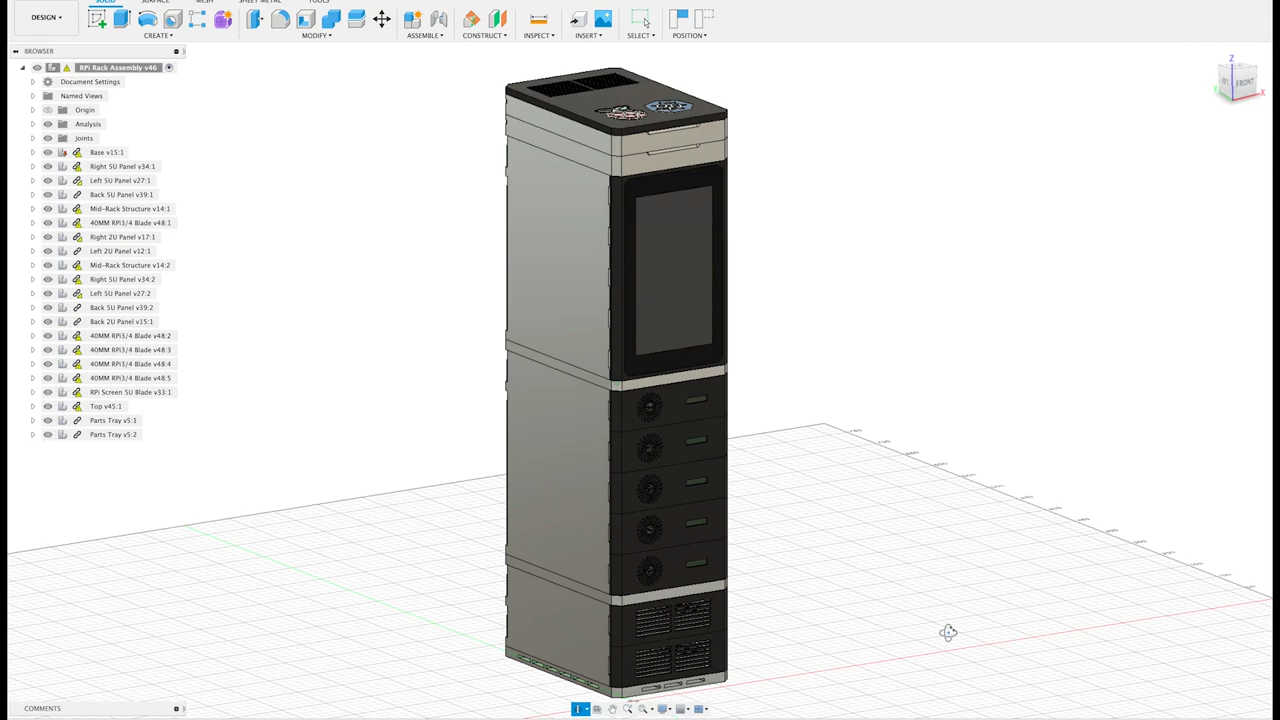 SOLID SURFACE MESH SHEET METAL TOOLS
DESIGN
CREATE MODIFY ASSEMBLE CONSTRUCT INSPECT INSERT SELECT POSITION
BROWSER
RPi Rack Assembly v46
Document Settings
Named Views
Origin
Analysis
Joints
Base v15:1
Right 5U Panel v34:1
Left 5U Panel v27:1
Back 5U Panel v39:1
Mid-Rack Structure v14:1
40MM RPi3/4 Blade v48:1
Right 2U Panel v17:1
Left 2U Panel v12:1
Mid-Rack Structure v14:2
Right 5U Panel v34:2
Left 5U Panel v27:2
Back 5U Panel v39:2
Back 2U Panel v15:1
40MM RPi3/4 Blade v48:2
40MM RPi3/4 Blade v48:3
40MM RPi3/4 Blade v48:4
40MM RPi3/4 Blade v48:5
RPi Screen 5U Blade v33:1
Top v45:1
Parts Tray v5:1
Parts Tray v5:2
Z
FRONT
X
COMMENTS